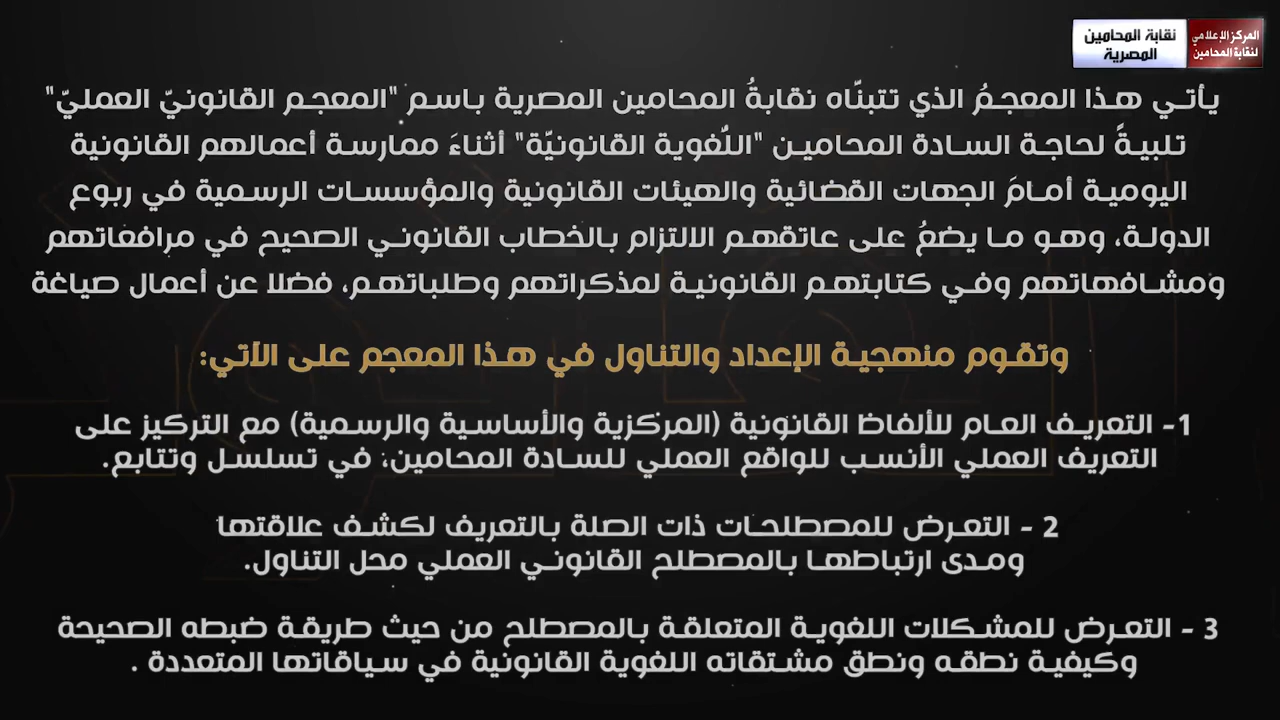 المركز الإعلامي
لنقابة المحامين
نقابة المحامين
المصرية
يأتي هذا المعجمُ الذي تتبنّاه نقابةُ المحامين المصرية باسم "المعجم القانونيّ العمليّ"
تلبيةً لحاجة السادة المحامين "اللُغوية القانونيّة" أثناءَ ممارسة أعمالهم القانونية
اليومية أمامَ الجهات القضائية والهيئات القانونية والمؤسسات الرسمية في ربوع
الدولة، وهو ما يضعُ على عاتقهم الالتزام بالخطاب القانوني الصحيح في مرافعاتهم
ومشافهاتهم وفي كتابتهم القانونية لمذكراتهم وطلباتهم، فضلا عن أعمال صياغة
وتقوم منهجية الإعداد والتناول في هذا المعجم على الآتي:
1- التعريف العام للألفاظ القانونية (المركزية والأساسية والرسمية) مع التركيز على
التعريف العملي الأنسب للواقع العملي للسادة المحامين، في تسلسل وتتابع.
2 - التعرض للمصطلحات ذات الصلة بالتعريف لكشف علاقتها
ومدى ارتباطها بالمصطلح القانوني العملي محل التناول.
3 - التعرض للمشكلات اللغوية المتعلقة بالمصطلح من حيث طريقة ضبطه الصحيحة
وكيفية نطقه ونطق مشتقاته اللغوية القانونية في سياقاتها المتعددة .